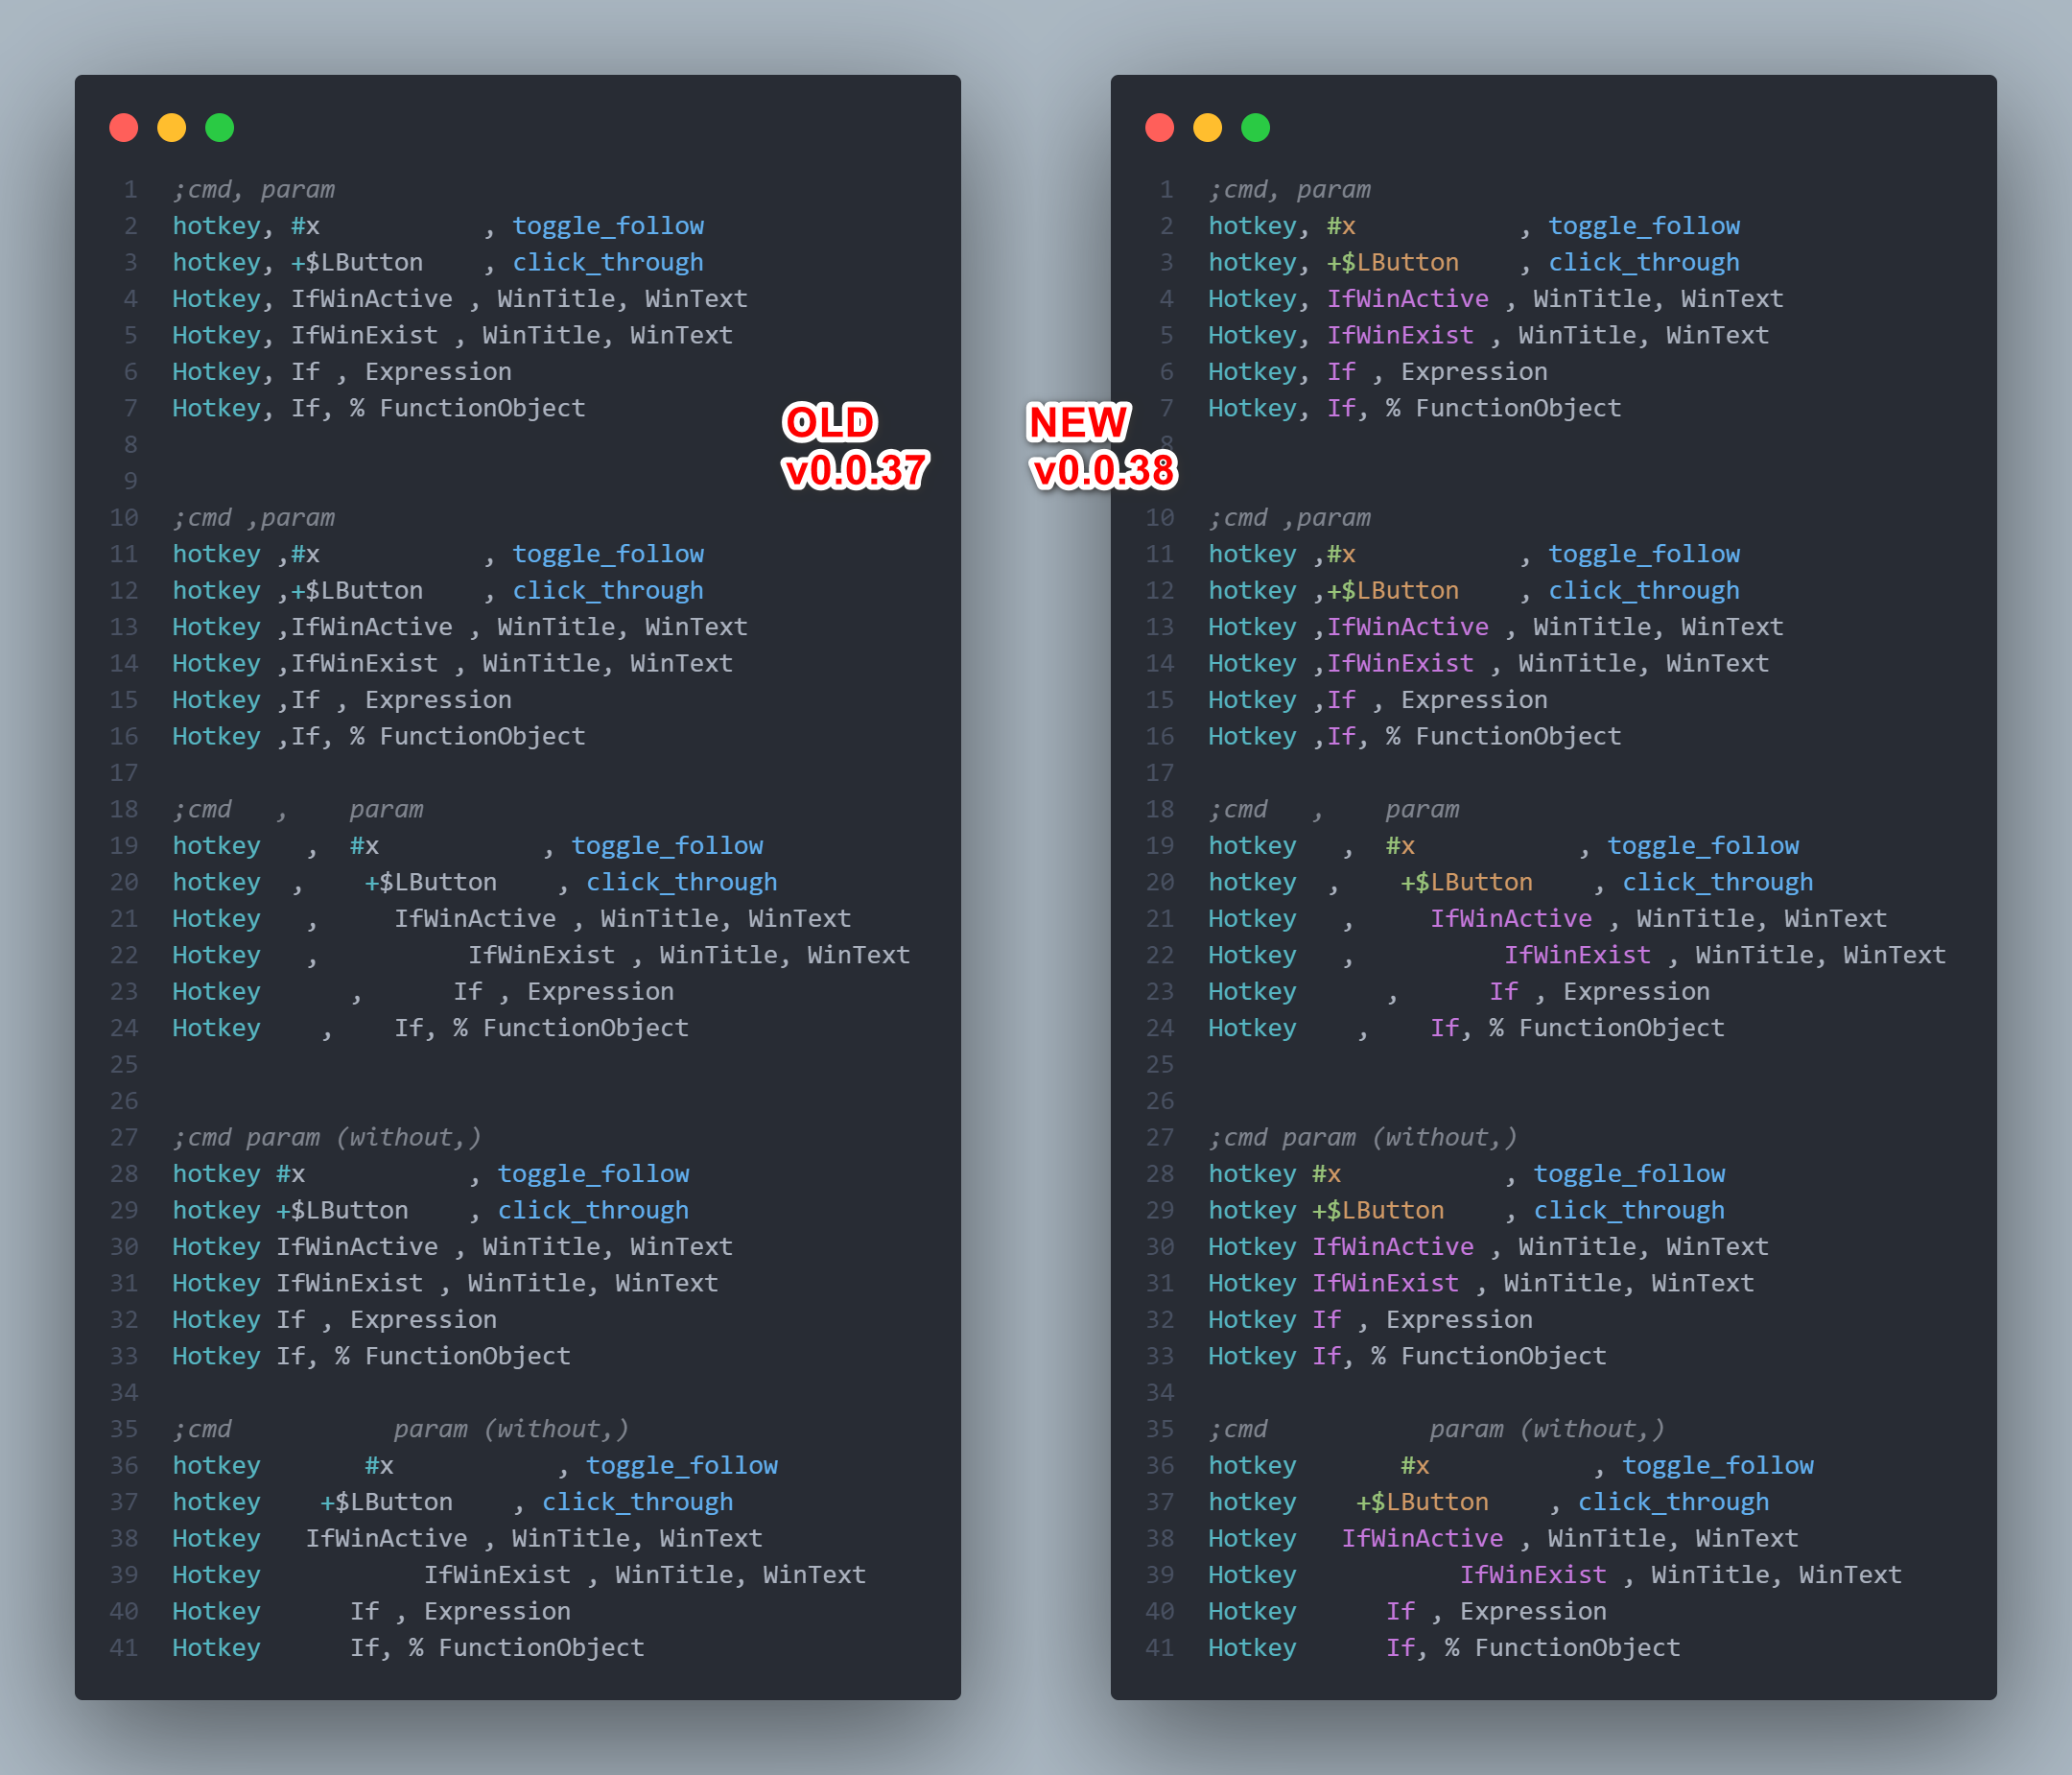 1 ;cmd, param
2 hotkey, #x           , toggle_follow
3 hotkey, +$LButton    , click_through
4 Hotkey, IfWinActive , WinTitle, WinText
5 Hotkey, IfWinExist , WinTitle, WinText
6 Hotkey, If , Expression
7 Hotkey, If, % FunctionObject
8
9
10 ;cmd ,param
11 hotkey ,#x           , toggle_follow
12 hotkey ,+$LButton    , click_through
13 Hotkey ,IfWinActive , WinTitle, WinText
14 Hotkey ,IfWinExist , WinTitle, WinText
15 Hotkey ,If , Expression
16 Hotkey ,If, % FunctionObject
17
18 ;cmd   ,    param
19 hotkey   ,  #x           , toggle_follow
20 hotkey  ,    +$LButton    , click_through
21 Hotkey   ,     IfWinActive , WinTitle, WinText
22 Hotkey   ,          IfWinExist , WinTitle, WinText
23 Hotkey      ,      If , Expression
24 Hotkey    ,    If, % FunctionObject
25
26
27 ;cmd param (without,)
28 hotkey #x           , toggle_follow
29 hotkey +$LButton    , click_through
30 Hotkey IfWinActive , WinTitle, WinText
31 Hotkey IfWinExist , WinTitle, WinText
32 Hotkey If , Expression
33 Hotkey If, % FunctionObject
34
35 ;cmd           param (without,)
36 hotkey       #x           , toggle_follow
37 hotkey    +$LButton    , click_through
38 Hotkey   IfWinActive , WinTitle, WinText
39 Hotkey           IfWinExist , WinTitle, WinText
40 Hotkey      If , Expression
41 Hotkey      If, % FunctionObject
OLD
v0.0.37
NEW
v0.0.38
1 ;cmd, param
2 hotkey, #x           , toggle_follow
3 hotkey, +$LButton    , click_through
4 Hotkey, IfWinActive , WinTitle, WinText
5 Hotkey, IfWinExist , WinTitle, WinText
6 Hotkey, If , Expression
7 Hotkey, If, % FunctionObject
8
10 ;cmd ,param
11 hotkey ,#x           , toggle_follow
12 hotkey ,+$LButton    , click_through
13 Hotkey ,IfWinActive , WinTitle, WinText
14 Hotkey ,IfWinExist , WinTitle, WinText
15 Hotkey ,If , Expression
16 Hotkey ,If, % FunctionObject
17
18 ;cmd   ,    param
19 hotkey   ,  #x           , toggle_follow
20 hotkey  ,    +$LButton    , click_through
21 Hotkey   ,     IfWinActive , WinTitle, WinText
22 Hotkey   ,          IfWinExist , WinTitle, WinText
23 Hotkey      ,      If , Expression
24 Hotkey    ,    If, % FunctionObject
25
26
27 ;cmd param (without,)
28 hotkey #x           , toggle_follow
29 hotkey +$LButton    , click_through
30 Hotkey IfWinActive , WinTitle, WinText
31 Hotkey IfWinExist , WinTitle, WinText
32 Hotkey If , Expression
33 Hotkey If, % FunctionObject
34
35 ;cmd           param (without,)
36 hotkey       #x           , toggle_follow
37 hotkey    +$LButton    , click_through
38 Hotkey   IfWinActive , WinTitle, WinText
39 Hotkey           IfWinExist , WinTitle, WinText
40 Hotkey      If , Expression
41 Hotkey      If, % FunctionObject